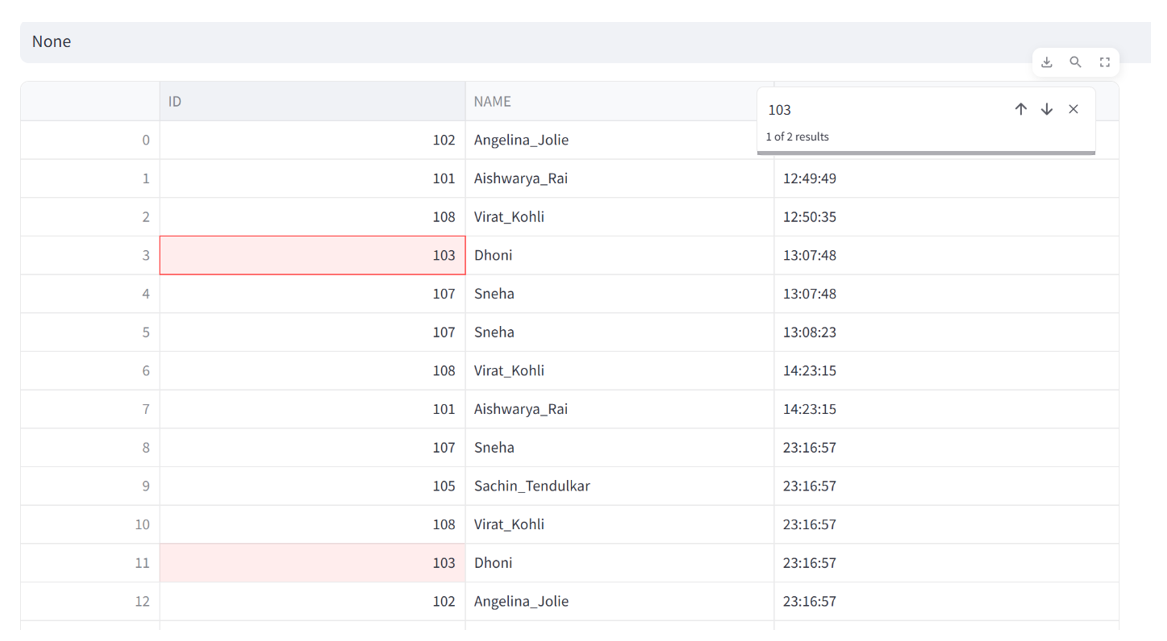 None
ID NAME
103
1 of 2 results
0 102 Angelina_Jolie
1 101 Aishwarya_Rai 12:49:49
2 108 Virat_Kohli 12:50:35
3 103 Dhoni 13:07:48
4 107 Sneha 13:07:48
5 107 Sneha 13:08:23
6 108 Virat_Kohli 14:23:15
7 101 Aishwarya_Rai 14:23:15
8 107 Sneha 23:16:57
9 105 Sachin_Tendulkar 23:16:57
10 108 Virat_Kohli 23:16:57
11 103 Dhoni 23:16:57
12 102 Angelina_Jolie 23:16:57